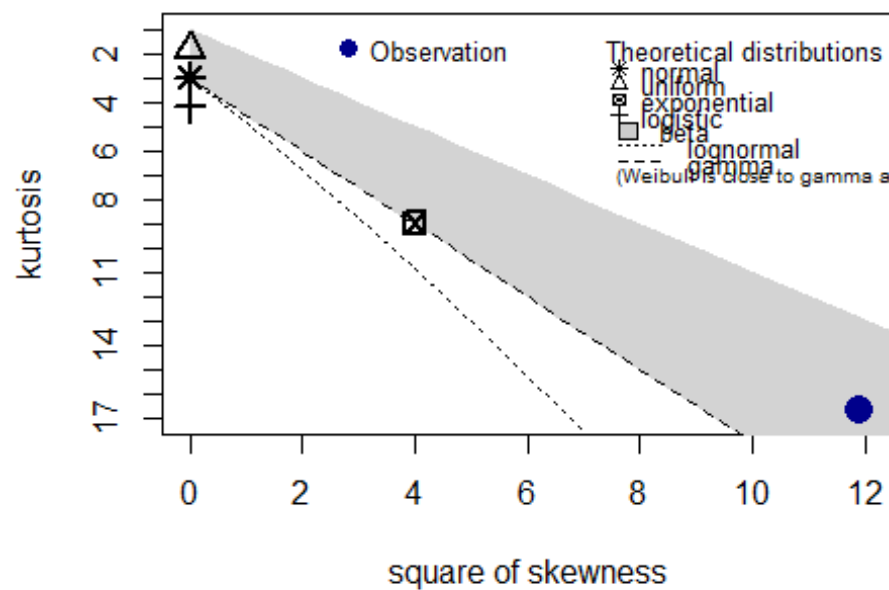 Observation
Theoretical distributions
normal
uniform
exponential
logistic
beta
lognormal
gamma
(Weibull is close to gamma a
kurtosis
2
4
6
8
11
14
17
0 2 4 6 8 10 12
square of skewness